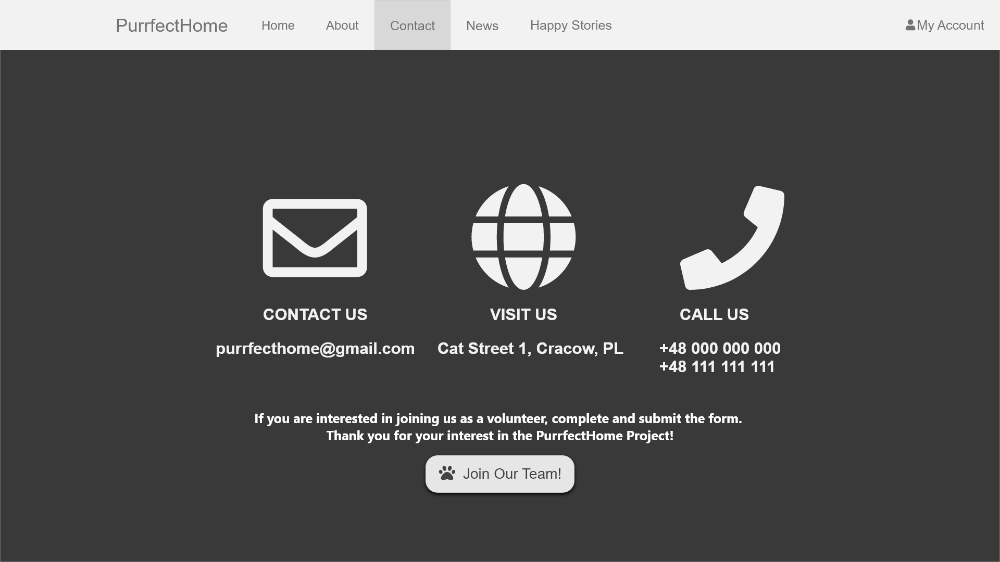 PurrfectHome
Home
About
Contact
News
Happy Stories
My Account
CONTACT US
purrfecthome@gmail.com
VISIT US
Cat Street 1, Cracow, PL
CALL US
+48 000 000 000
+48 111 111 111
If you are interested in joining us as a volunteer, complete and submit the form.
Thank you for your interest in the PurrfectHome Project!
Join Our Team!